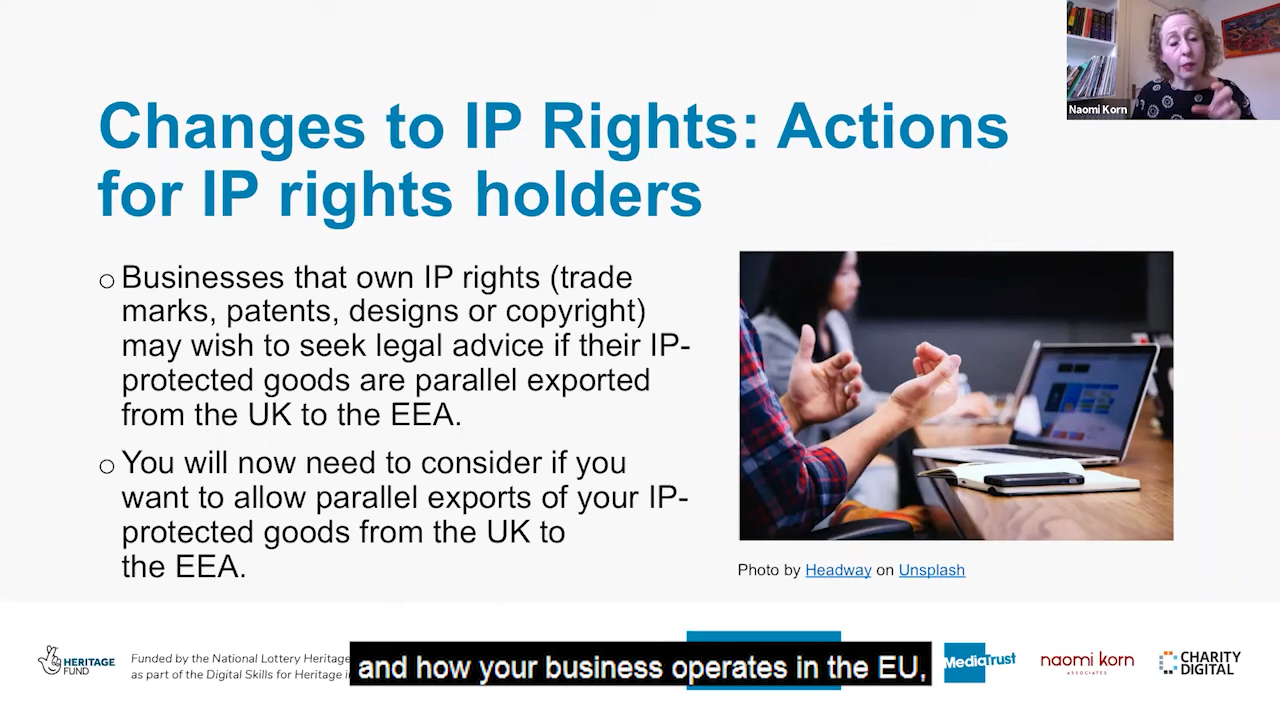 Naomi Korn
Changes to IP Rights: Actions
for IP rights holders
○ Businesses that own IP rights (trade
marks, patents, designs or copyright)
may wish to seek legal advice if their IP-
protected goods are parallel exported
from the UK to the EEA.
○ You will now need to consider if you
want to allow parallel exports of your IP-
protected goods from the UK to
the EEA.
Photo by Headway on Unsplash
HERITAGE
FUND
Funded by the National Lottery Heritage
as part of the Digital Skills for Heritage
and how your business operates in the EU,
MediaTrust
naomi korn
ASSOCIATES
CHARITY
DIGITAL